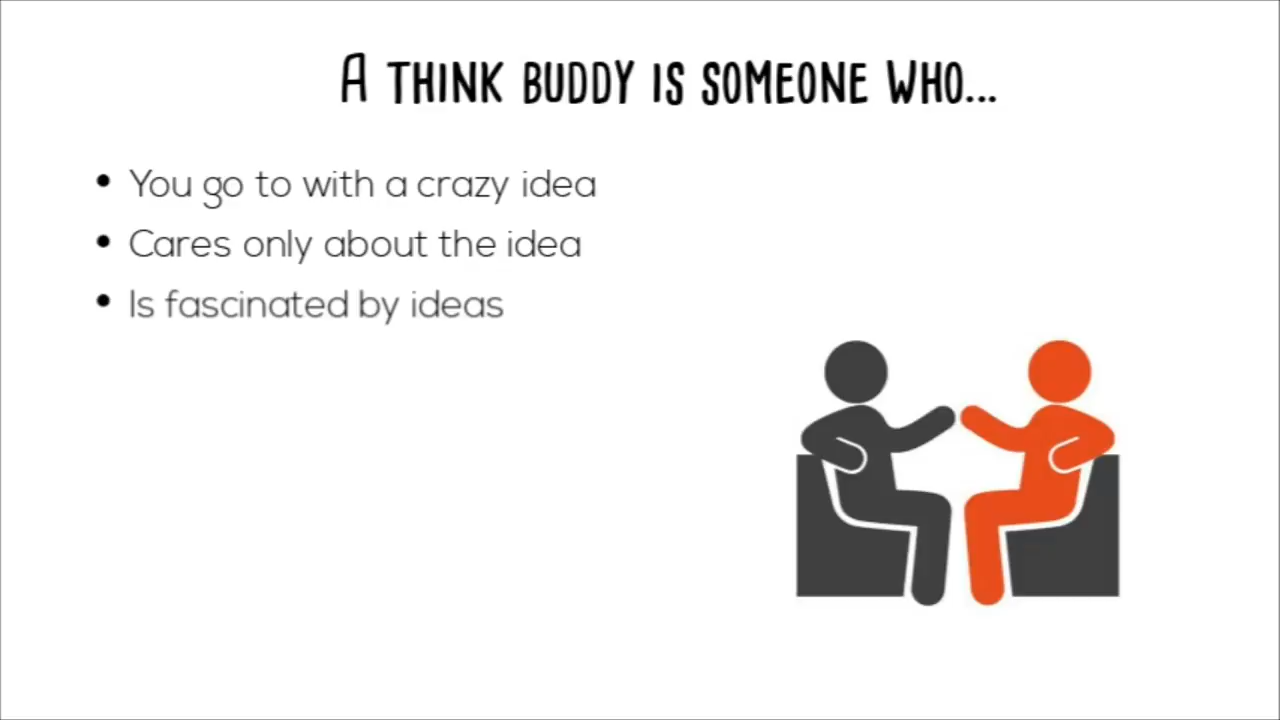 A THINK BUDDY IS SOMEONE WHO...
• You go to with a crazy idea
• Cares only about the idea
• Is fascinated by ideas